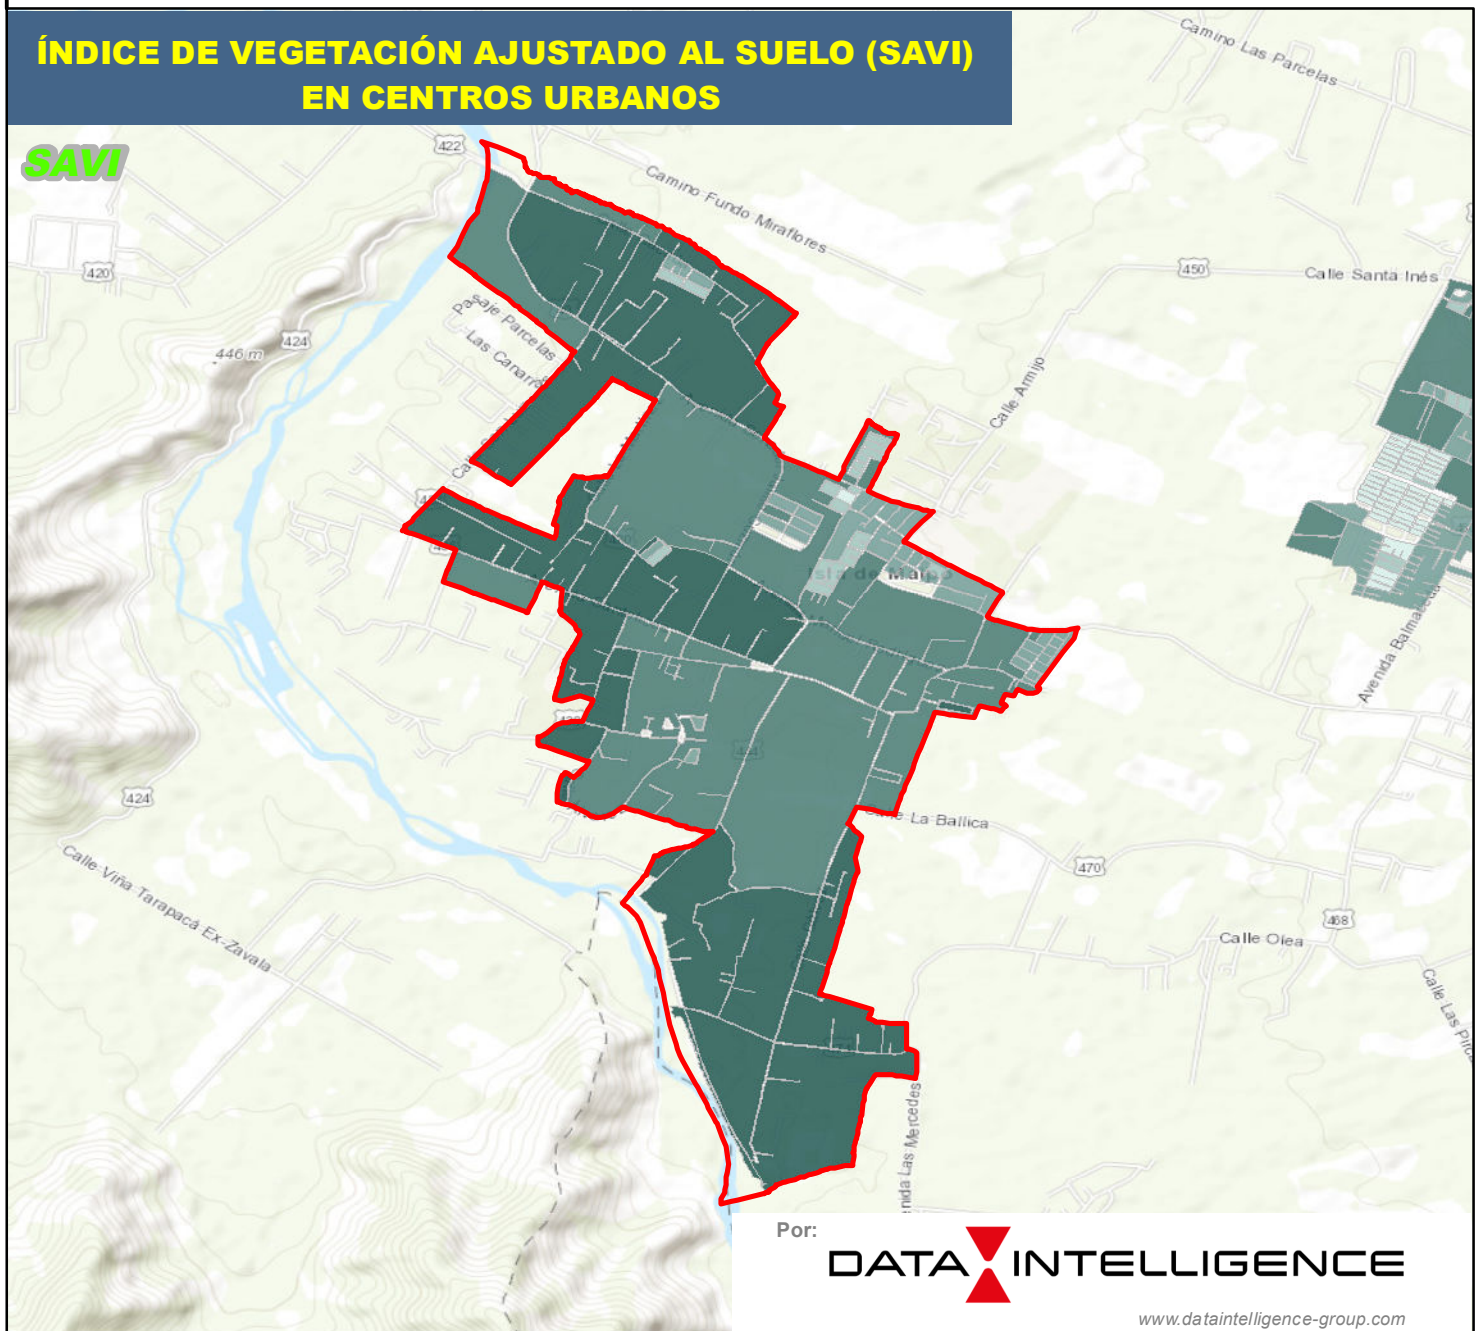 ÍNDICE DE VEGETACIÓN AJUSTADO AL SUELO (SAVI)
EN CENTROS URBANOS
SAVI
Camino Las Parcelas
422
Camino Fundo Miraflores
420
450
Calle Santa Inés
Pasaje Parcelas
424
446 m
Las Canarias
Calle Armijo
Isla de Maipo
Avenida Balmaceda
424
424
Calle La Ballica
470
Calle Viña Tarapacá Ex-Zavala
468
Calle Olea
Calle Las Pircas
Avenida Las Mercedes
Por:
DATA INTELLIGENCE
www.dataintelligence-group.com